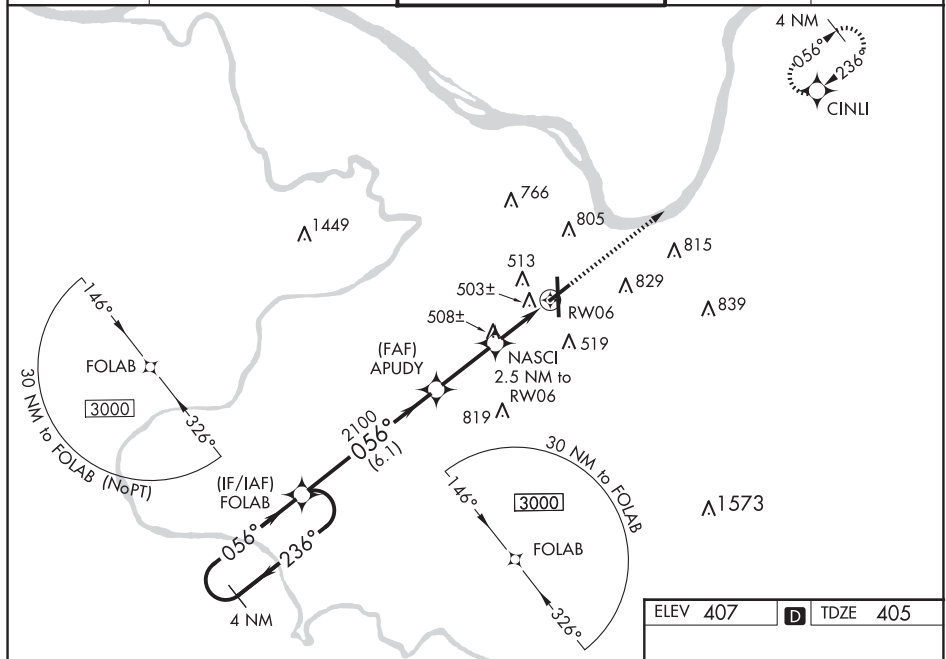 4 NM
056°
236°
CINLI
766
1449
805
815
513
829
503±
839
RW06
508±
519
(FAF)
APUDY
NASCI
2.5 NM to
RW06
819
146°
FOLAB
3000
326°
30 NM to FOLAB (NoPT)
2100
056°
(6.1)
(IF/IAF)
FOLAB
056°
236°
4 NM
30 NM to FOLAB
146°
3000
FOLAB
326°
1573
ELEV 407 D TDZE 405